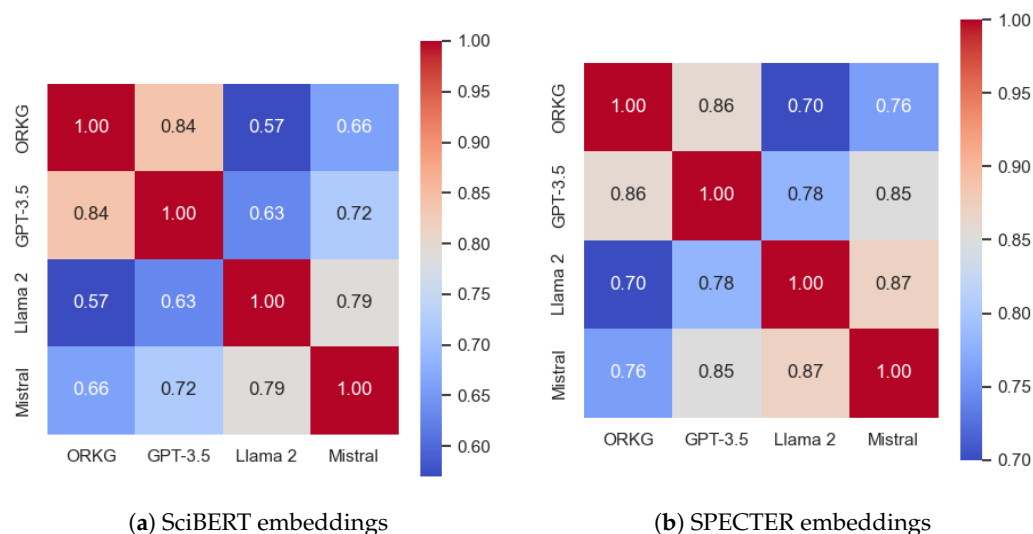 1.00
0.95
0.90
0.85
0.80
0.75
0.70
0.65
0.60
ORKG
GPT-3.5
Llama 2
Mistral
1.00 0.84 0.57 0.66
0.84 1.00 0.63 0.72
0.57 0.63 1.00 0.79
0.66 0.72 0.79 1.00
ORKG GPT-3.5 Llama 2 Mistral
(a) SciBERT embeddings
1.00
0.95
0.90
0.85
0.80
0.75
0.70
ORKG
GPT-3.5
Llama 2
Mistral
1.00 0.86 0.70 0.76
0.86 1.00 0.78 0.85
0.70 0.78 1.00 0.87
0.76 0.85 0.87 1.00
ORKG GPT-3.5 Llama 2 Mistral
(b) SPECTER embeddings